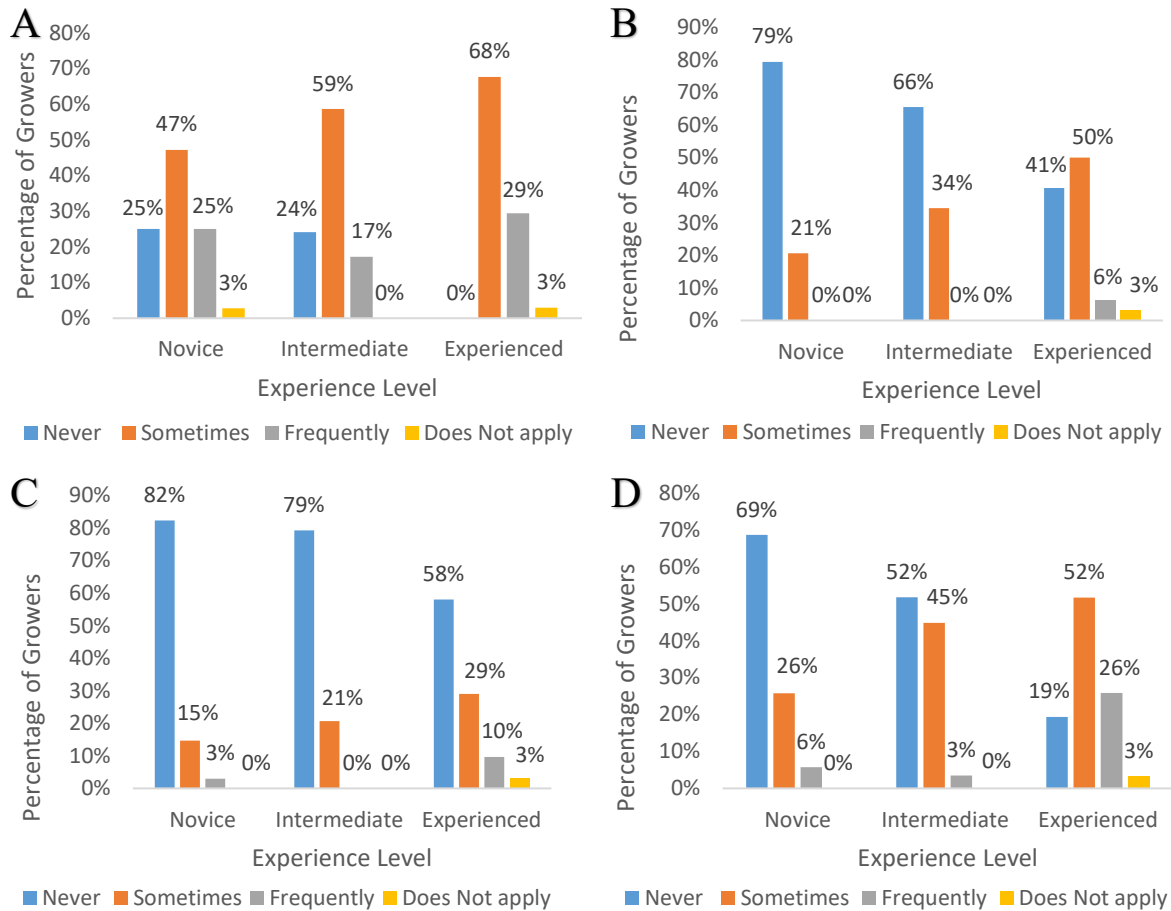 A
Percentage of Growers
80%
70%
60%
50%
40%
30%
20%
10%
0%
25% 47% 25% 3%
24% 59% 17% 0%
0% 68% 29% 3%
Novice Intermediate Experienced
Experience Level
Never Sometimes Frequently Does Not apply
B
Percentage of Growers
90%
80%
70%
60%
50%
40%
30%
20%
10%
0%
79% 21% 0% 0%
66% 34% 0% 0%
41% 50% 6% 3%
Novice Intermediate Experienced
Experience Level
Never Sometimes Frequently Does Not apply
C
Percentage of Growers
90%
80%
70%
60%
50%
40%
30%
20%
10%
0%
82% 15% 3% 0%
79% 21% 0% 0%
58% 29% 10% 3%
Novice Intermediate Experienced
Experience Level
Never Sometimes Frequently Does Not apply
D
Percentage of Growers
80%
70%
60%
50%
40%
30%
20%
10%
0%
69% 26% 6% 0%
52% 45% 3% 0%
19% 52% 26% 3%
Novice Intermediate Experienced
Experience Level
Never Sometimes Frequently Does Not apply